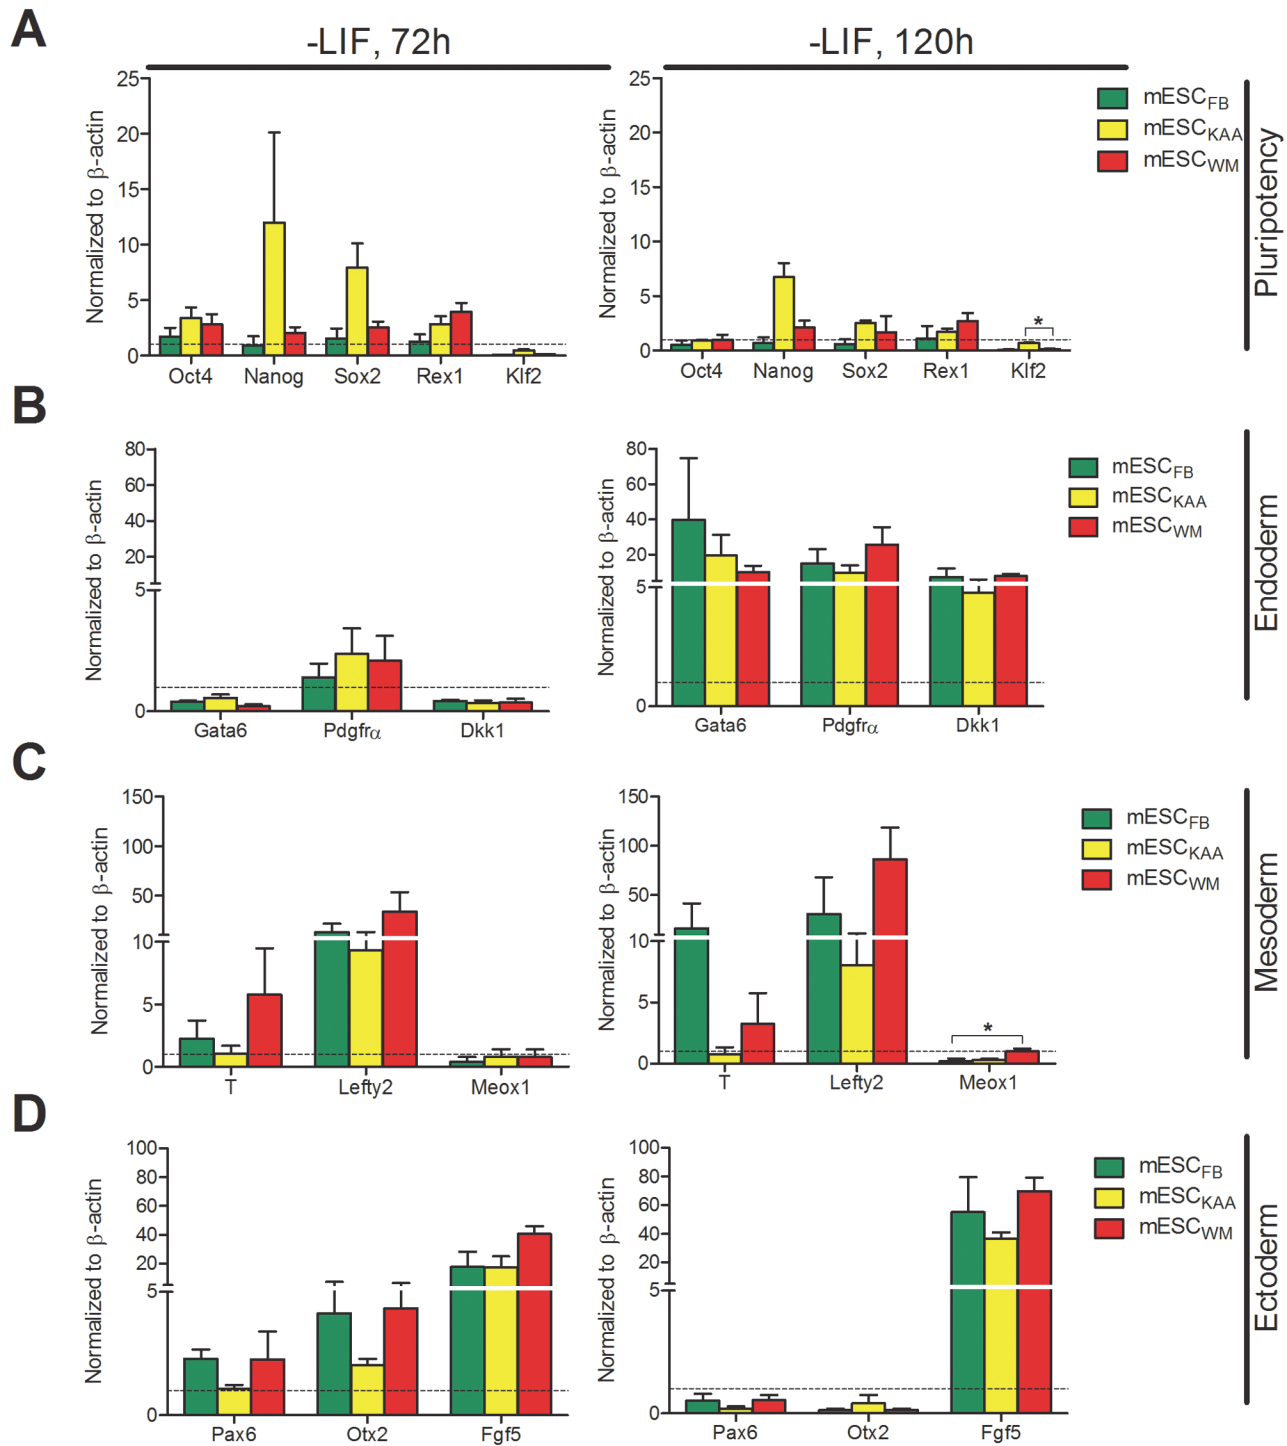 A
-LIF, 72h
-LIF, 120h
Normalized to β-actin
25
20
15
10
5
0
Oct4 Nanog Sox2 Rex1 Klf2
Normalized to β-actin
25
20
15
10
5
0
*
Oct4 Nanog Sox2 Rex1 Klf2
mESCFB
mESCKAA
mESCWM
Pluripotency
B
Normalized to β-actin
80
60
40
20
5
0
Gata6 Pdgfrα Dkk1
Normalized to β-actin
80
60
40
20
5
0
Gata6 Pdgfrα Dkk1
mESCFB
mESCKAA
mESCWM
Endoderm
C
Normalized to β-actin
150
100
50
10
5
0
T Lefty2 Meox1
Normalized to β-actin
150
100
50
10
5
0
*
T Lefty2 Meox1
mESCFB
mESCKAA
mESCWM
Mesoderm
D
Normalized to β-actin
100
80
60
40
20
5
0
Pax6 Otx2 Fgf5
Normalized to β-actin
100
80
60
40
20
5
0
Pax6 Otx2 Fgf5
mESCFB
mESCKAA
mESCWM
Ectoderm